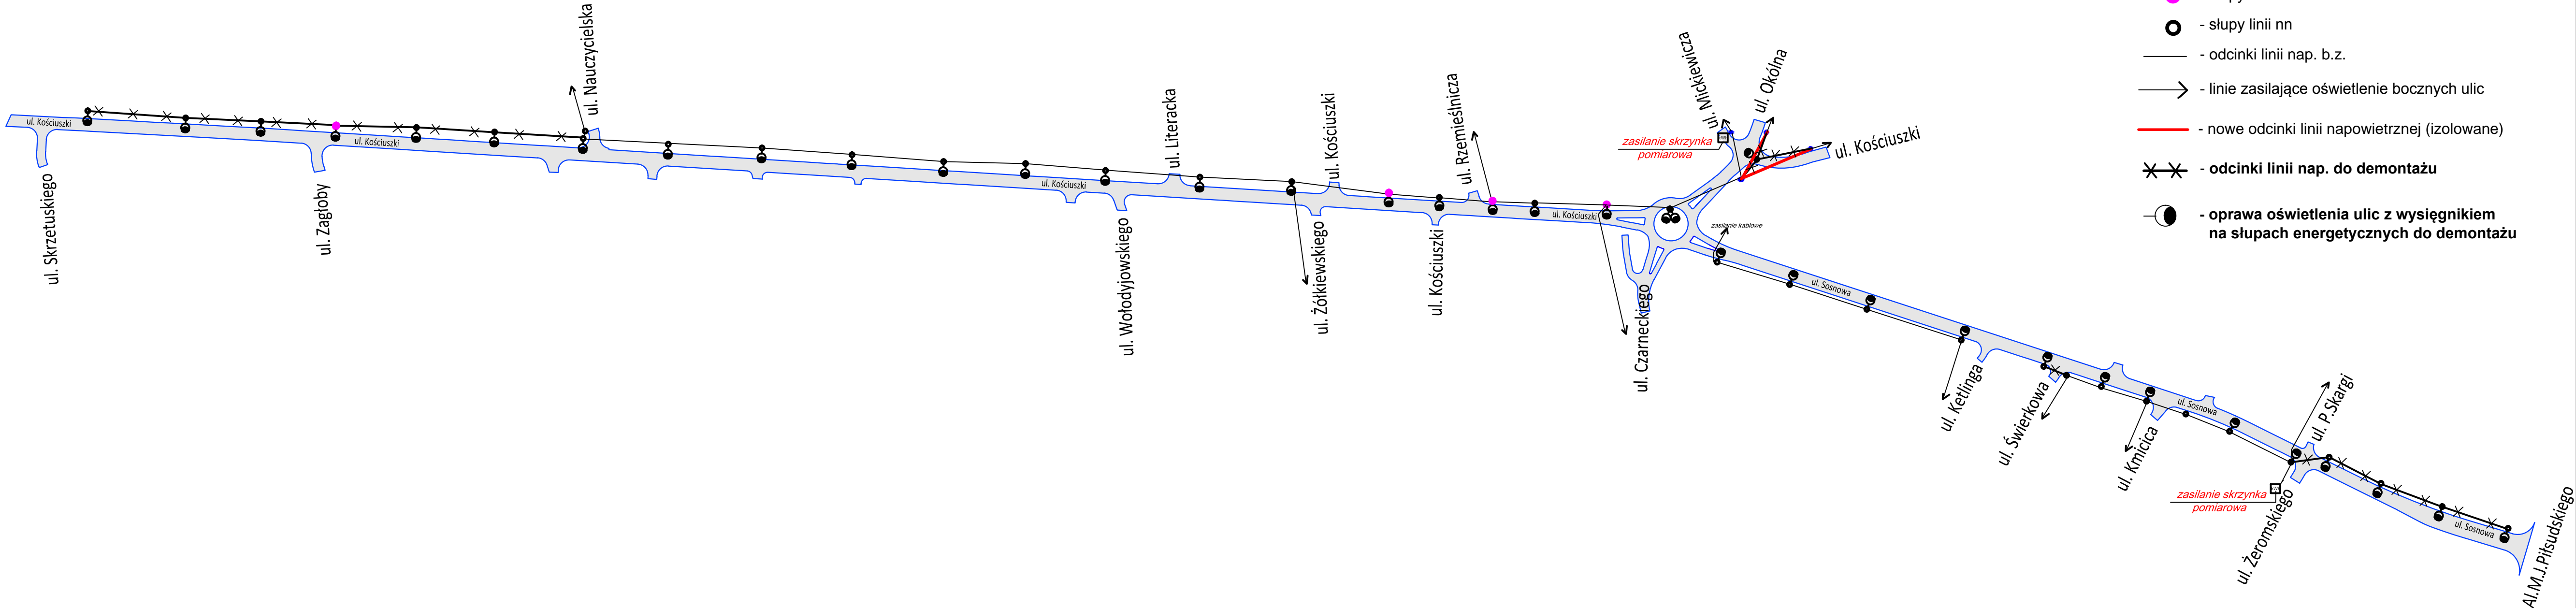 - słupy linii nn
- odcinki linii nap. b.z.
- linie zasilające oświetlenie bocznych ulic
- nowe odcinki linii napowietrznej (izolowane)
- odcinki linii nap. do demontażu
- oprawa oświetlenia ulic z wysięgnikiem
na słupach energetycznych do demontażu
ul. Kościuszki
ul. Skrzetuskiego
ul. Zagłoby
ul. Kościuszki
ul. Nauczycielska
ul. Kościuszki
ul. Wołodyjowskiego
ul. Literacka
ul. Żółkiewskiego
ul. Kościuszki
ul. Kościuszki
ul. Rzemieślnicza
ul. Kościuszki
ul. Czarneckiego
zasilanie skrzynka
pomiarowa
ul. Mickiewicza
ul. Okólna
ul. Kościuszki
zasilanie kablowe
ul. Sosnowa
ul. Ketlinga
ul. Świerkowa
ul. Kmicica
ul. Sosnowa
ul. P.Skargi
zasilanie skrzynka
pomiarowa
ul. Żeromskiego
ul. Sosnowa
Al.M.J.Piłsudskiego